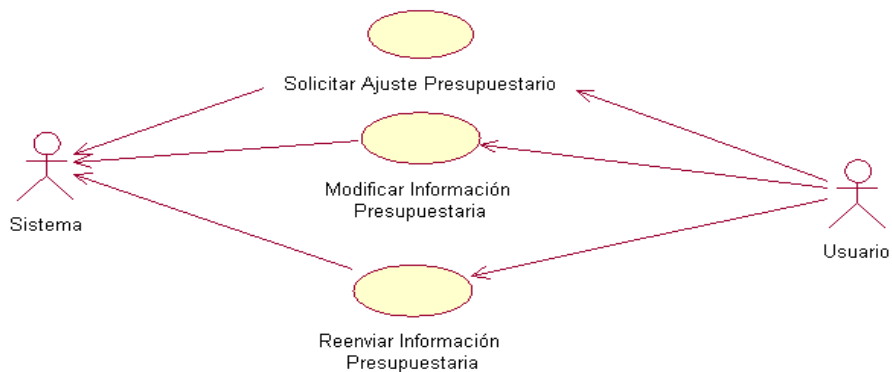 Solicitar Ajuste Presupuestario
Modificar Información
Presupuestaria
Sistema
Usuario
Reenviar Información
Presupuestaria